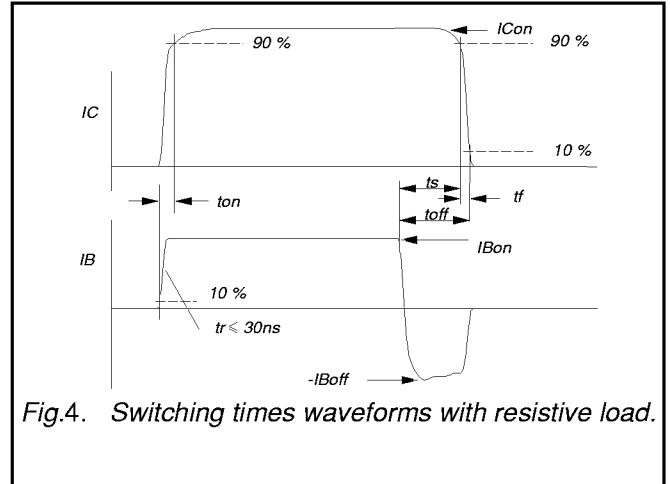 ICon
90 %
90 %
IC
10 %
ts
ton
tf
toff
IBon
IB
10 %
tr ⩽ 30ns
-IBoff
Fig.4. Switching times waveforms with resistive load.